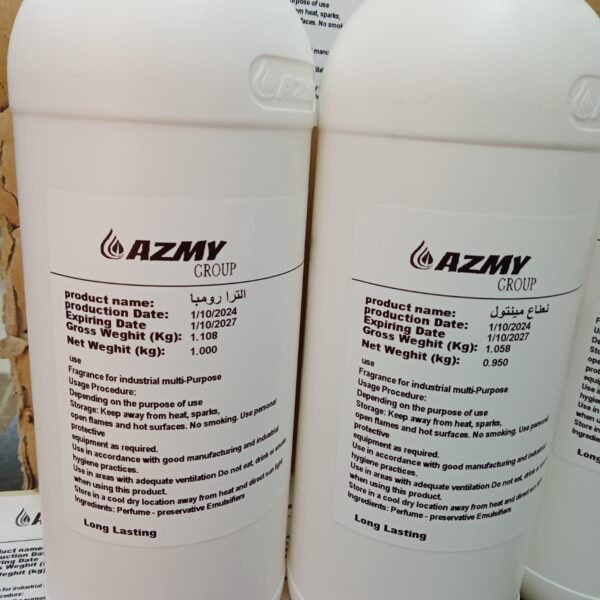 AZMY
GROUP
product name: الترا رومبا
production Date: 1/10/2024
Expiring Date 1/10/2027
Gross Weghit (Kg): 1.108
Net Weghit (kg): 1.000
use
Fragrance for industrial multi-Purpose
Usage Procedure:
Depending on the purpose of use
Storage: Keep away from heat, sparks,
open flames and hot surfaces. No smoking. Use personal
protective
equipment as required.
Use in accordance with good manufacturing and industrial
hygiene practices.
Use in areas with adequate ventilation Do not eat, drink or smoke
when using this product.
Store in a cool dry location away from heat and direct sun light
Ingredients: Perfume - preservative Emulsifiers
Long Lasting
AZMY
GROUP
product name: نعناع مينتول
production Date: 1/10/2024
Expiring Date 1/10/2027
Gross Weghit (Kg): 1.058
Net Weghit (kg): 0.950
use
Fragrance for industrial multi-Purpose
Usage Procedure:
Depending on the purpose of use
Storage: Keep away from heat, sparks,
open flames and hot surfaces. No smoking. Use personal
protective
equipment as required.
Use in accordance with good manufacturing and industrial
hygiene practices.
Use in areas with adequate ventilation Do not eat, drink or smoke
when using this product.
Store in a cool dry location away from heat and direct sun light
Ingredients: Perfume - preservative Emulsifiers
Long Lasting
AZMY
product name
Long